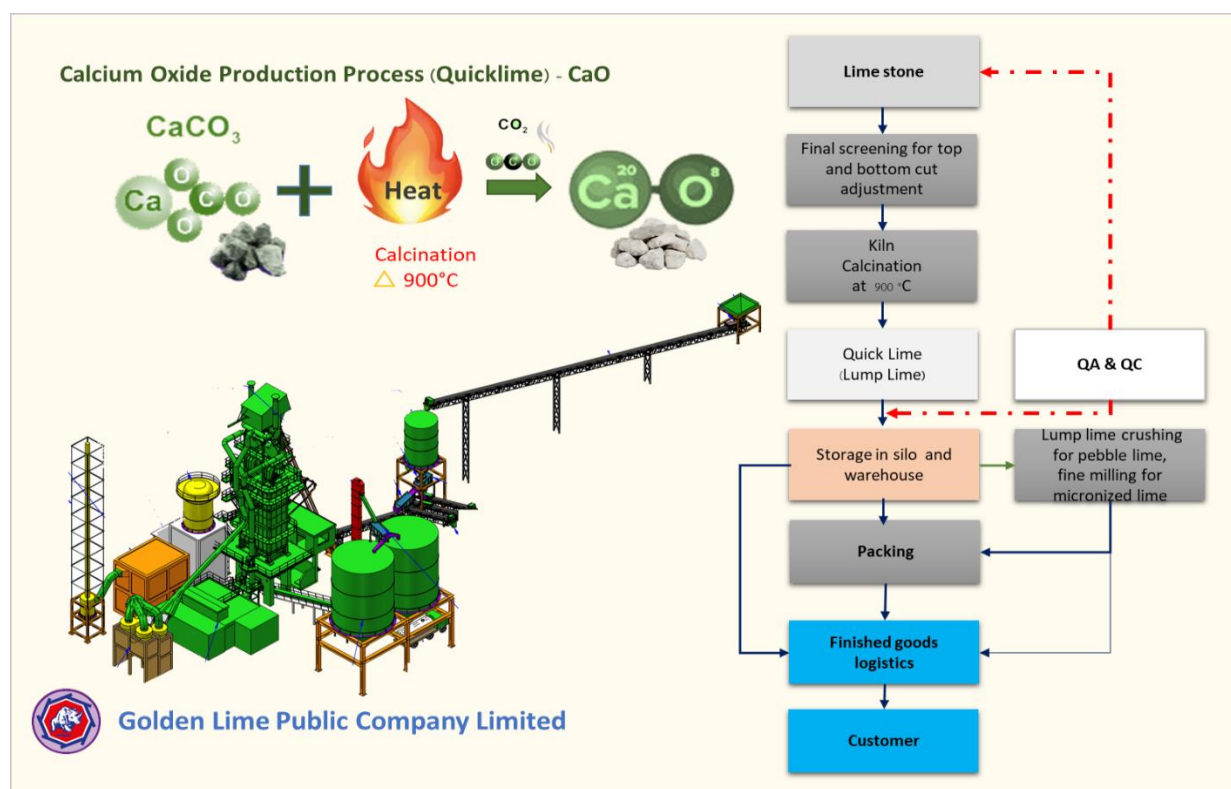 Calcium Oxide Production Process (Quicklime) - CaO
CaCO3
Ca
O
C
O
O
Heat
Calcination
△ 900°C
CO2
O C O
20
Ca
O 8
Golden Lime Public Company Limited
Lime stone
Final screening for top
and bottom cut
adjustment
Kiln
Calcination
at 900 °C
Quick Lime
(Lump Lime)
QA & QC
Storage in silo and
warehouse
Lump lime crushing
for pebble lime,
fine milling for
micronized lime
Packing
Finished goods
logistics
Customer